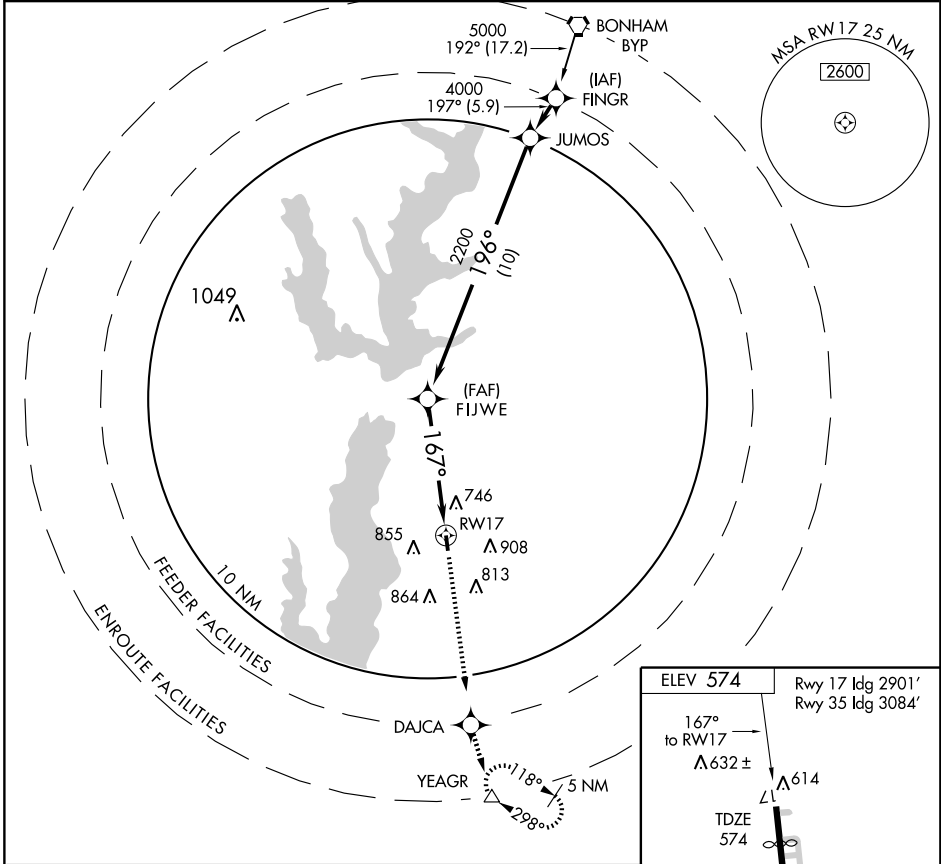 BONHAM
BYP
5000
192° (17.2)
MSA RW17 25 NM
2600
4000
197° (5.9)
(IAF)
FINGR
JUMOS
2200
196°
(10)
1049
(FAF)
FIJWE
167°
746
RW17
855
908
813
864
10 NM
FEEDER FACILITIES
ENROUTE FACILITIES
DAJCA
YEAGR
118°
298°
5 NM
ELEV 574
Rwy 17 ldg 2901'
Rwy 35 ldg 3084'
167°
to RW17
632 ±
614
17
TDZE
574